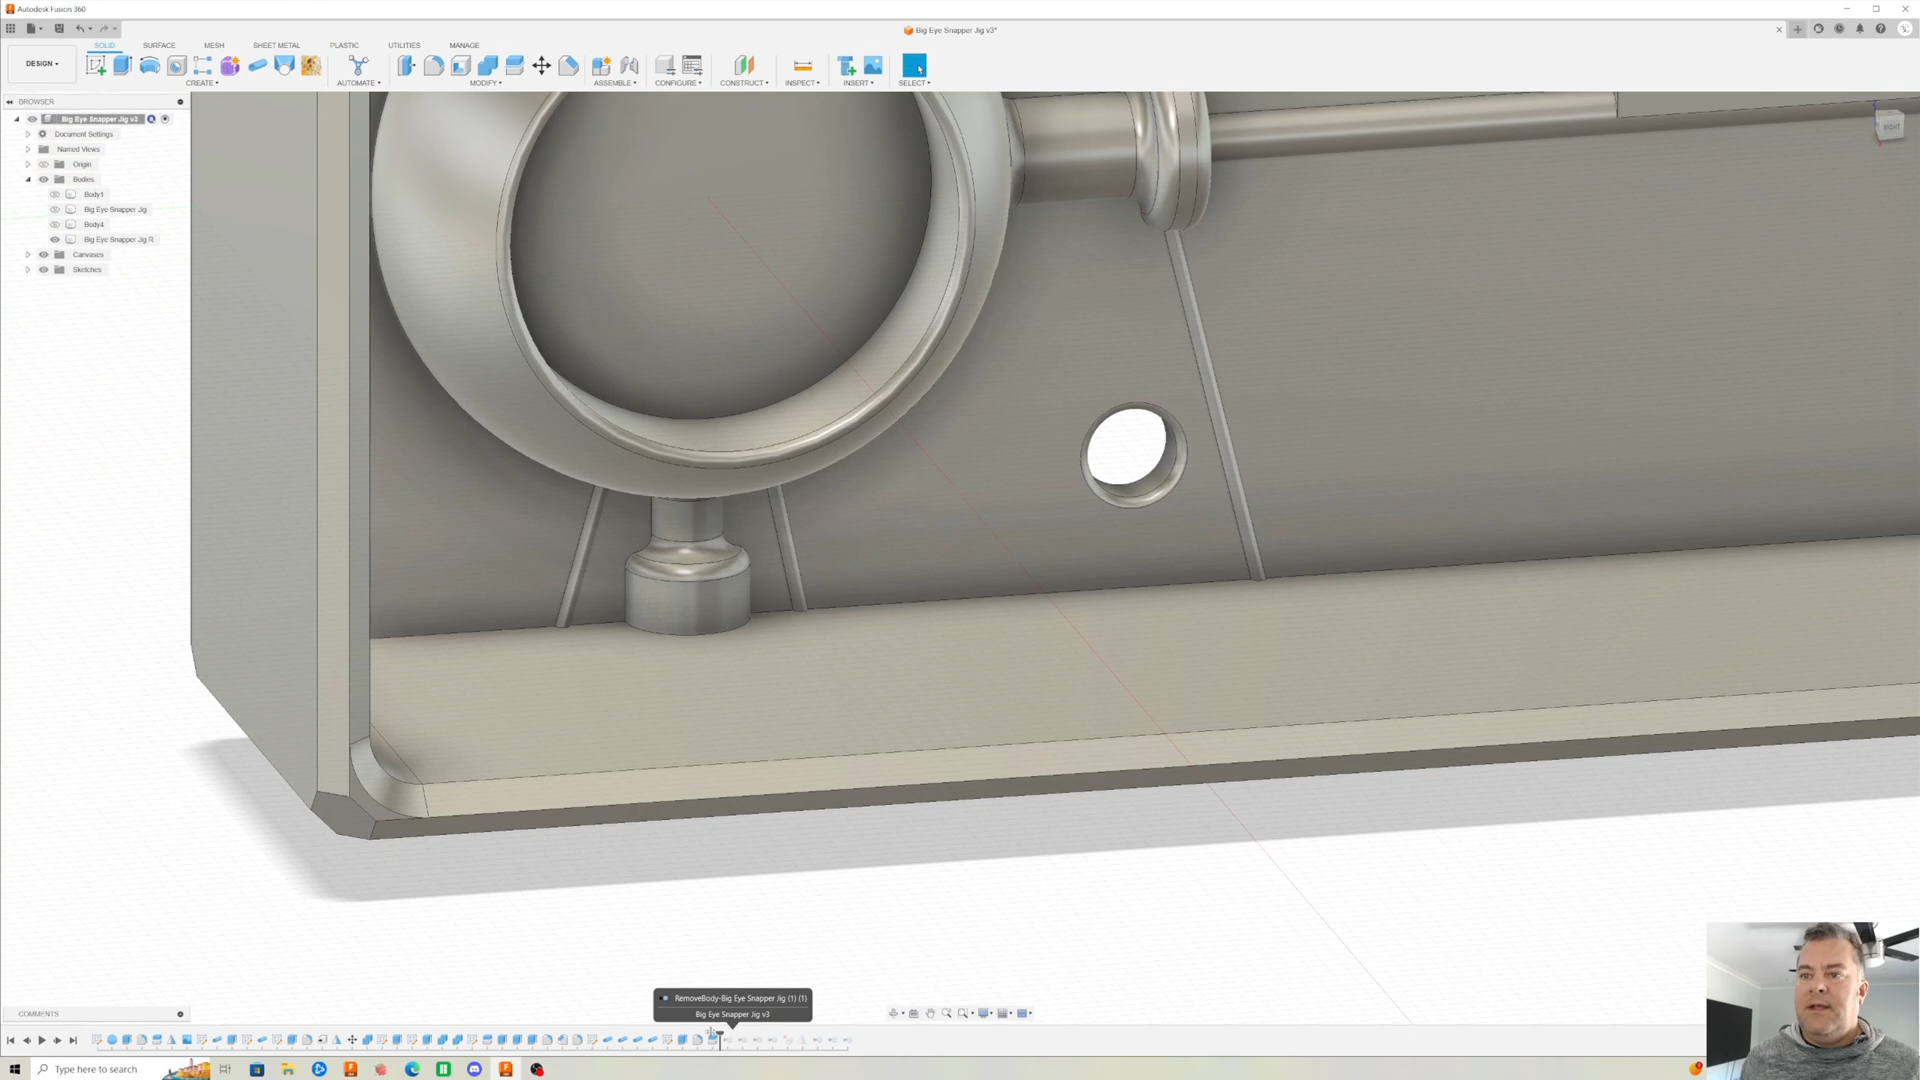 Autodesk Fusion 360
Big Eye Snapper Jig v3*
DESIGN
SOLID
SURFACE
MESH
SHEET METAL
PLASTIC
UTILITIES
MANAGE
CREATE
AUTOMATE
MODIFY
ASSEMBLE
CONFIGURE
CONSTRUCT
INSPECT
INSERT
SELECT
BROWSER
Big Eye Snapper Jig v3
Document Settings
Named Views
Origin
Bodies
Body1
Big Eye Snapper Jig
Body4
Big Eye Snapper Jig R
Canvases
Sketches
RIGHT
RemoveBody-Big Eye Snapper Jig (1) (1)
Big Eye Snapper Jig v3
COMMENTS
Type here to search